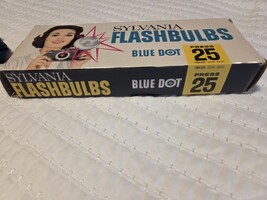 SYLVANIA
FLASHBULBS
BLUE DOT
PRESS
25
SYLVANIA
FLASHBULBS
BLUE DOT
PRESS
25